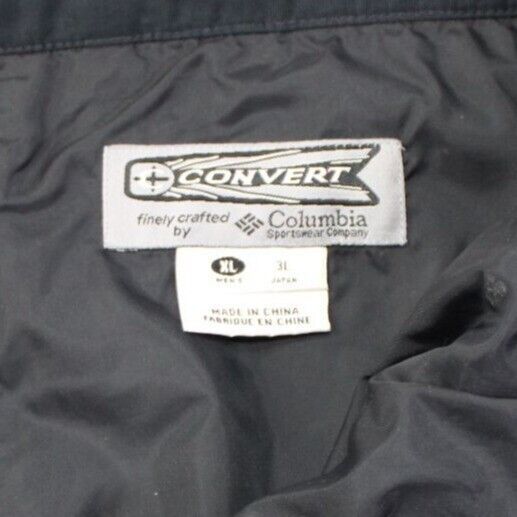 CONVERT
finely crafted by Columbia
Sportswear Company
XL 3L
MEN'S JAPAN
MADE IN CHINA
FABRIQUE EN CHINE